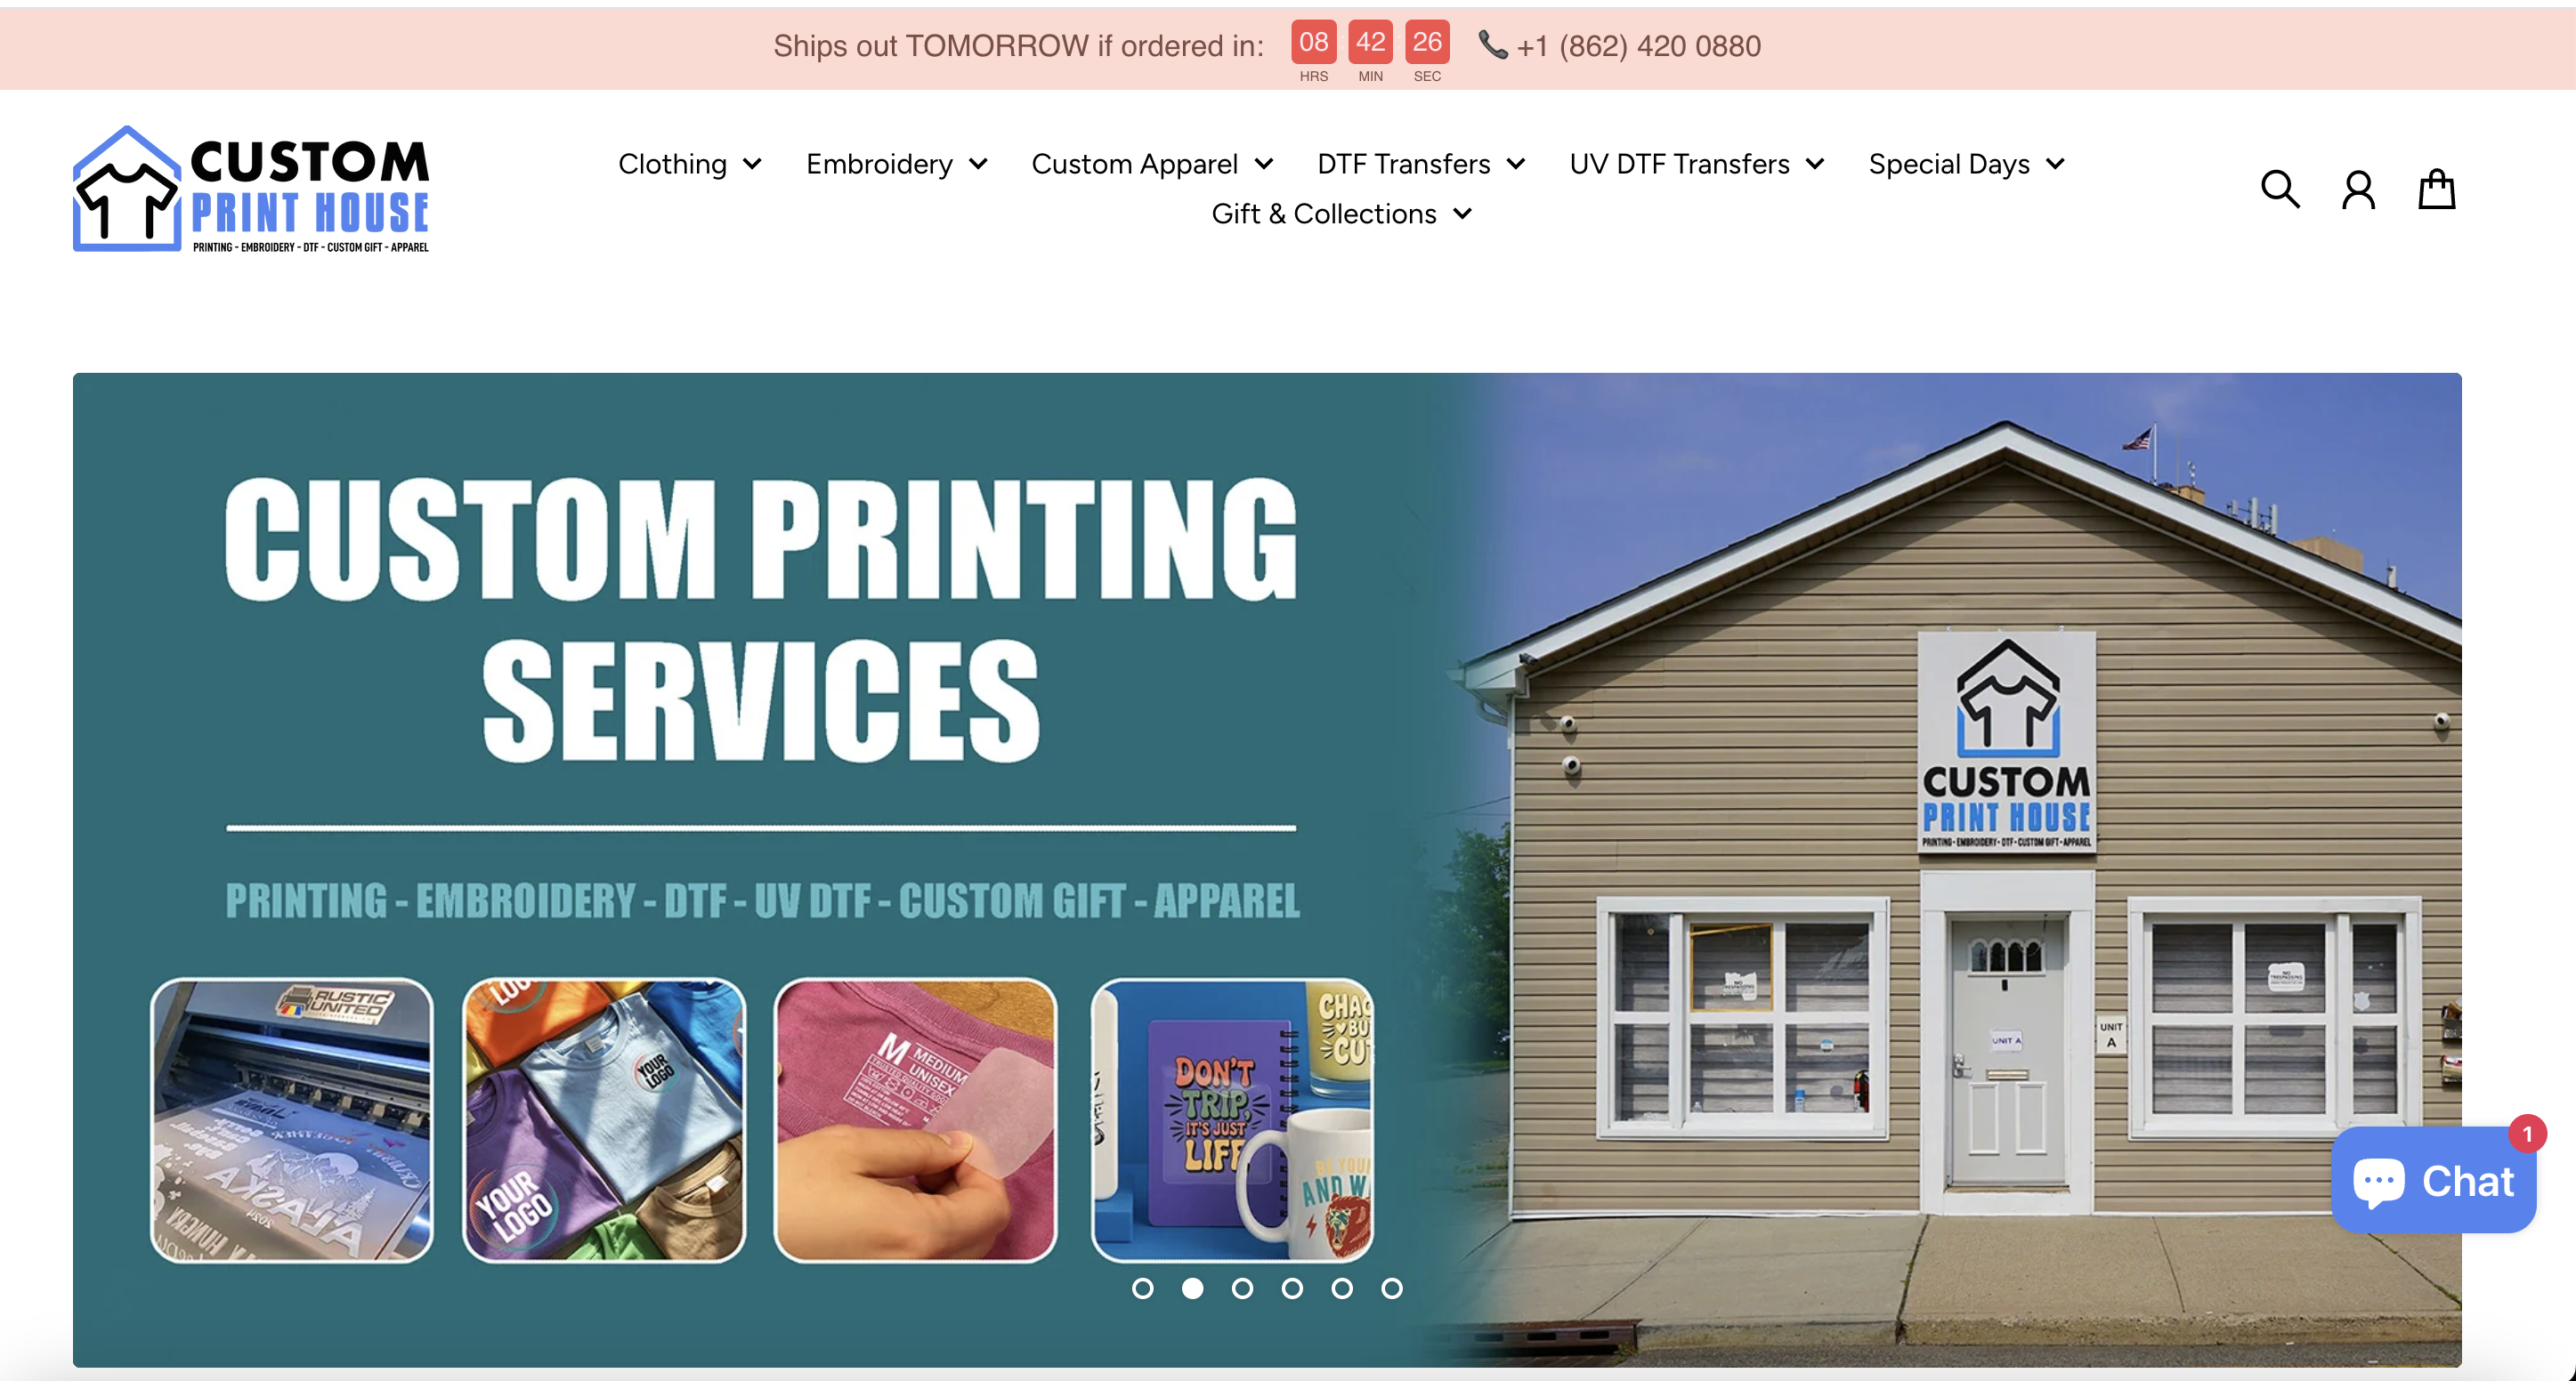 Ships out TOMORROW if ordered in: 08 42 26 +1 (862) 420 0880
HRS MIN SEC
CUSTOM
PRINT HOUSE
PRINTING - EMBROIDERY - DTF - CUSTOM GIFT - APPAREL
Clothing Embroidery Custom Apparel DTF Transfers UV DTF Transfers Special Days
Gift & Collections
CUSTOM PRINTING
SERVICES
PRINTING - EMBROIDERY - DTF - UV DTF - CUSTOM GIFT - APPAREL
RUSTIC
UNITED
ALASKA
YOUR
LOGO
YOUR
LOGO
M MEDIUM
UNISEX
DON'T
TRIP,
IT'S JUST
LIFE
CUSTOM
PRINT HOUSE
PRINTING-EMBROIDERY-DTF-CUSTOM GIFT-APPAREL
NO
TRESPASSING
UNIT A
UNIT
A
NO
TRESPASSING
Chat
1